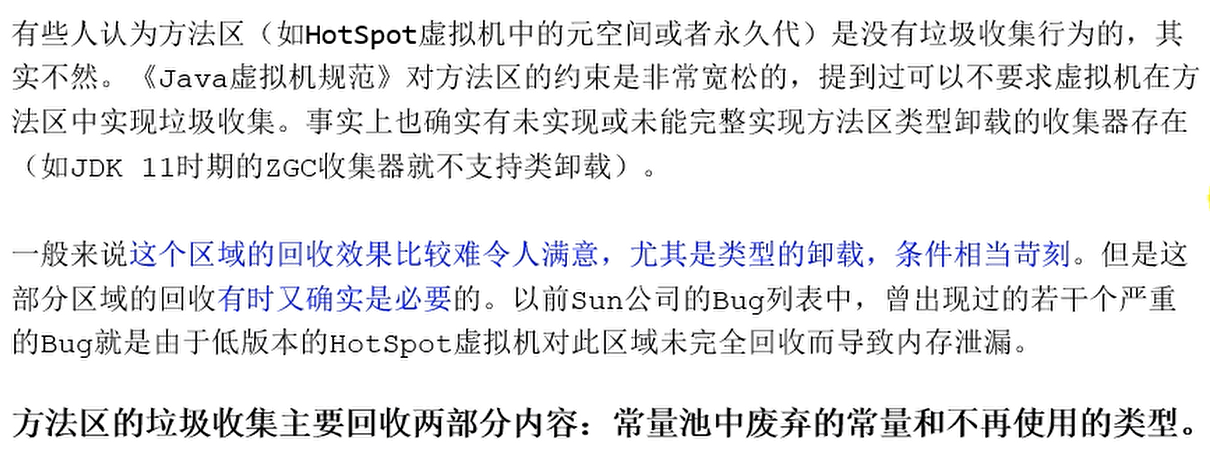 有些人认为方法区（如HotSpot虚拟机中的元空间或者永久代）是没有垃圾收集行为的，其
实不然。《Java虚拟机规范》对方法区的约束是非常宽松的，提到过可以不要求虚拟机在方
法区中实现垃圾收集。事实上也确实有未实现或未能完整实现方法区类型卸载的收集器存在
（如JDK 11时期的ZGC收集器就不支持类卸载）。
一般来说这个区域的回收效果比较难令人满意，尤其是类型的卸载，条件相当苛刻。但是这
部分区域的回收有时又确实是必要的。以前Sun公司的Bug列表中，曾出现过的若干个严重
的Bug就是由于低版本的HotSpot虚拟机对此区域未完全回收而导致内存泄漏。
方法区的垃圾收集主要回收两部分内容：常量池中废弃的常量和不再使用的类型。